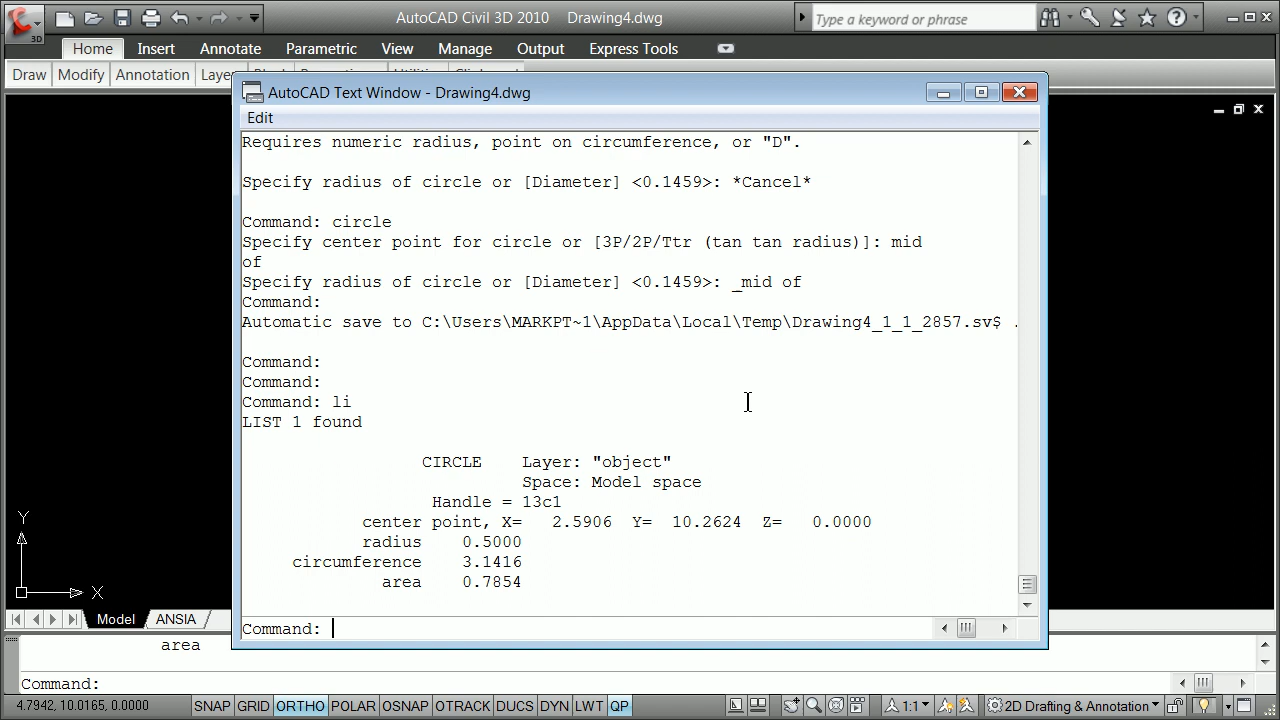 AutoCAD Civil 3D 2010 Drawing4.dwg
Type a keyword or phrase
3D
Home Insert Annotate Parametric View Manage Output Express Tools
Draw Modify Annotation
AutoCAD Text Window - Drawing4.dwg
Edit
Requires numeric radius, point on circumference, or "D".
Specify radius of circle or [Diameter] <0.1459>: *Cancel*
Command: circle
Specify center point for circle or [3P/2P/Ttr (tan tan radius)]: mid
of
Specify radius of circle or [Diameter] <0.1459>: _mid of
Command:
Automatic save to C:\Users\MARKPT~1\AppData\Local\Temp\Drawing4_1_1_2857.sv$ .
Command:
Command:
Command: li
LIST 1 found
CIRCLE Layer: "object"
Space: Model space
Handle = 13c1
center point, X= 2.5906 Y= 10.2624 Z= 0.0000
radius 0.5000
circumference 3.1416
area 0.7854
Command:
Y
X
Model ANSIA
area
Command:
4.7942, 10.0165, 0.0000 SNAP GRID ORTHO POLAR OSNAP OTRACK DUCS DYN LWT QP 1:1 2D Drafting & Annotation